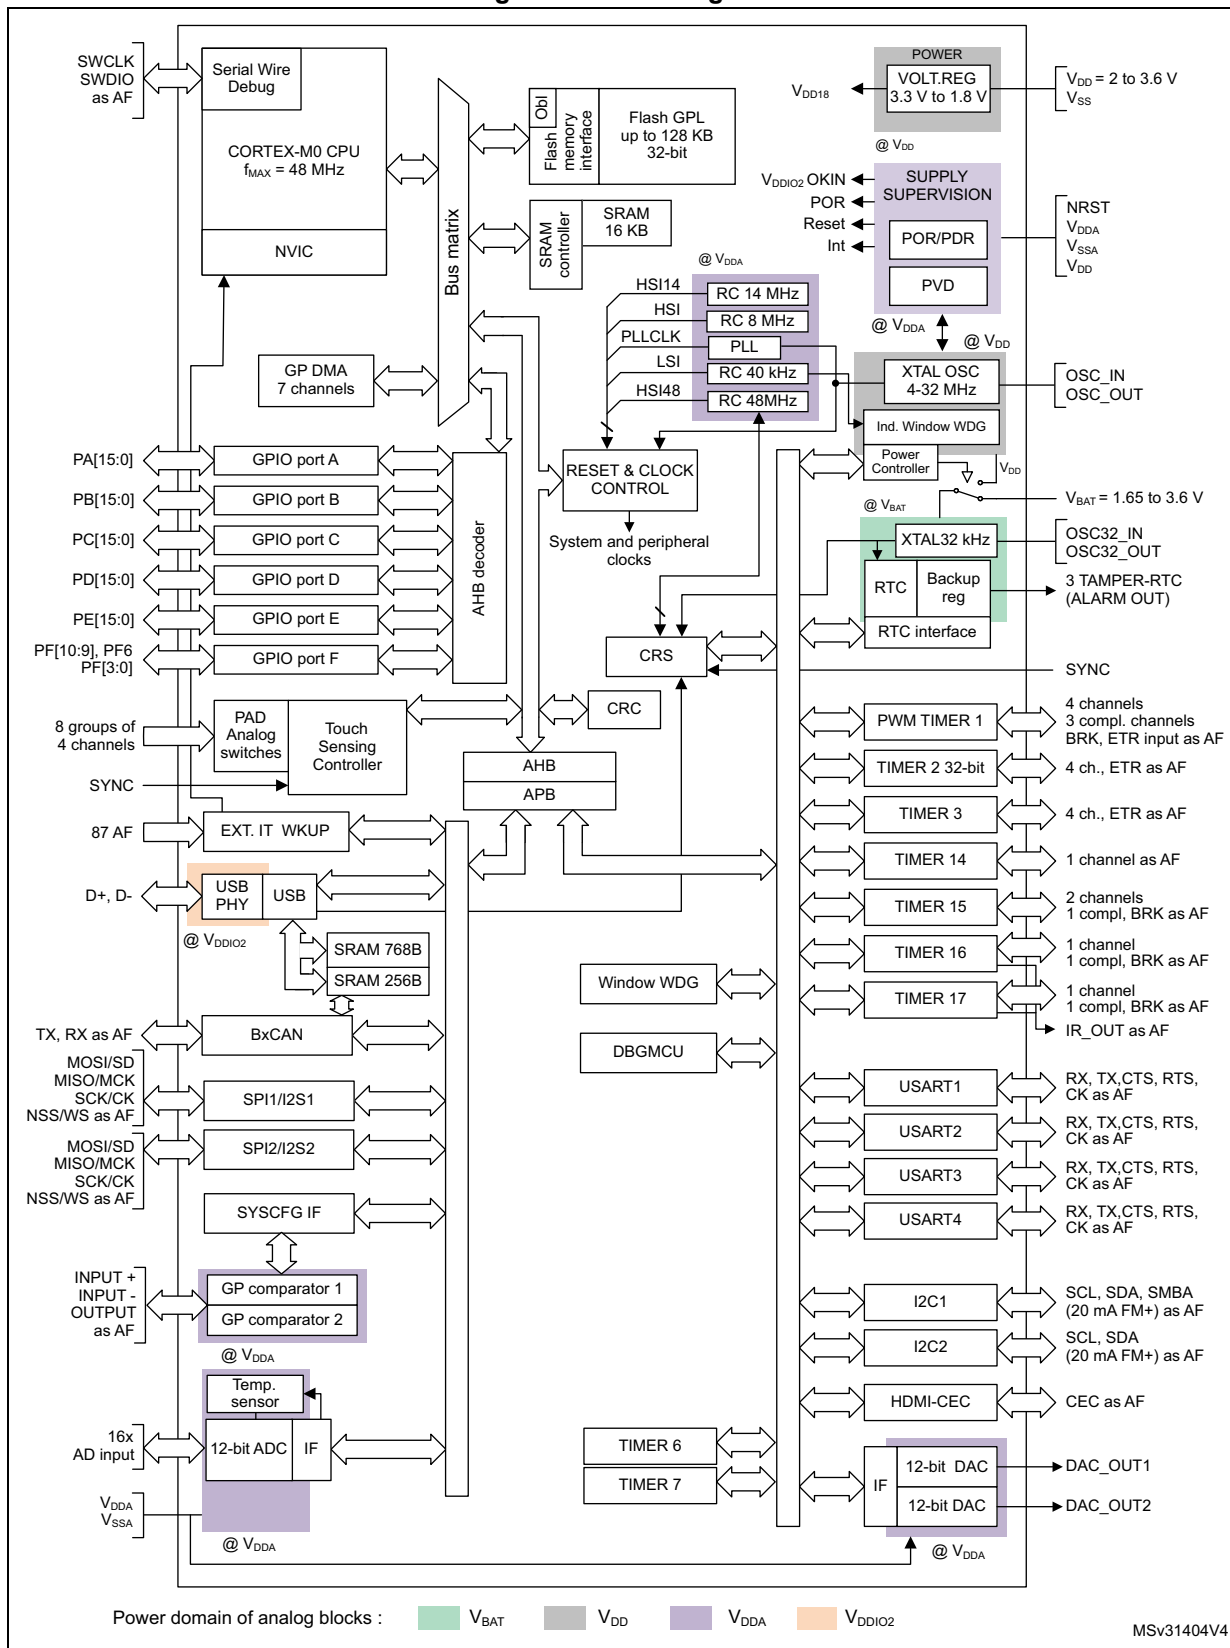 SWCLK
SWDIO
as AF
Serial Wire
Debug
CORTEX-M0 CPU
fMAX = 48 MHz
NVIC
Bus matrix
Obl
Flash
memory
interface
Flash GPL
up to 128 KB
32-bit
SRAM
controller
SRAM
16 KB
POWER
VOLT.REG
3.3 V to 1.8 V
VDD18
VDD = 2 to 3.6 V
VSS
@ VDD
SUPPLY
SUPERVISION
VDDIO2 OKIN
POR
Reset
Int
POR/PDR
PVD
NRST
VDDA
VSSA
VDD
@ VDDA
@ VDDA
@ VDD
HSI14
HSI
PLLCLK
LSI
HSI48
RC 14 MHz
RC 8 MHz
PLL
RC 40 kHz
RC 48MHz
XTAL OSC
4-32 MHz
OSC_IN
OSC_OUT
Ind. Window WDG
Power
Controller
VDD
@ VBAT
VBAT = 1.65 to 3.6 V
GP DMA
7 channels
RESET & CLOCK
CONTROL
System and peripheral
clocks
XTAL32 kHz
OSC32_IN
OSC32_OUT
RTC
Backup
reg
RTC interface
3 TAMPER-RTC
(ALARM OUT)
PA[15:0]
GPIO port A
PB[15:0]
GPIO port B
PC[15:0]
GPIO port C
PD[15:0]
GPIO port D
PE[15:0]
GPIO port E
PF[10:9], PF6
PF[3:0]
GPIO port F
AHB decoder
CRS
SYNC
8 groups of
4 channels
PAD
Analog
switches
Touch
Sensing
Controller
SYNC
CRC
AHB
APB
87 AF
EXT. IT WKUP
D+, D-
USB
PHY
USB
@ VDDIO2
SRAM 768B
SRAM 256B
TX, RX as AF
BxCAN
MOSI/SD
MISO/MCK
SCK/CK
NSS/WS as AF
SPI1/I2S1
MOSI/SD
MISO/MCK
SCK/CK
NSS/WS as AF
SPI2/I2S2
SYSCFG IF
INPUT +
INPUT -
OUTPUT
as AF
GP comparator 1
GP comparator 2
@ VDDA
Temp.
sensor
16x
AD input
12-bit ADC
IF
VDDA
VSSA
@ VDDA
Window WDG
DBGMCU
TIMER 6
TIMER 7
PWM TIMER 1
4 channels
3 compl. channels
BRK, ETR input as AF
TIMER 2 32-bit
4 ch., ETR as AF
TIMER 3
4 ch., ETR as AF
TIMER 14
1 channel as AF
TIMER 15
2 channels
1 compl, BRK as AF
TIMER 16
1 channel
1 compl, BRK as AF
TIMER 17
1 channel
1 compl, BRK as AF
IR_OUT as AF
USART1
RX, TX,CTS, RTS,
CK as AF
USART2
RX, TX,CTS, RTS,
CK as AF
USART3
RX, TX,CTS, RTS,
CK as AF
USART4
RX, TX,CTS, RTS,
CK as AF
I2C1
SCL, SDA, SMBA
(20 mA FM+) as AF
I2C2
SCL, SDA
(20 mA FM+) as AF
HDMI-CEC
CEC as AF
IF
12-bit DAC
DAC_OUT1
12-bit DAC
DAC_OUT2
@ VDDA
Power domain of analog blocks :
VBAT
VDD
VDDA
VDDIO2
MSv31404V4